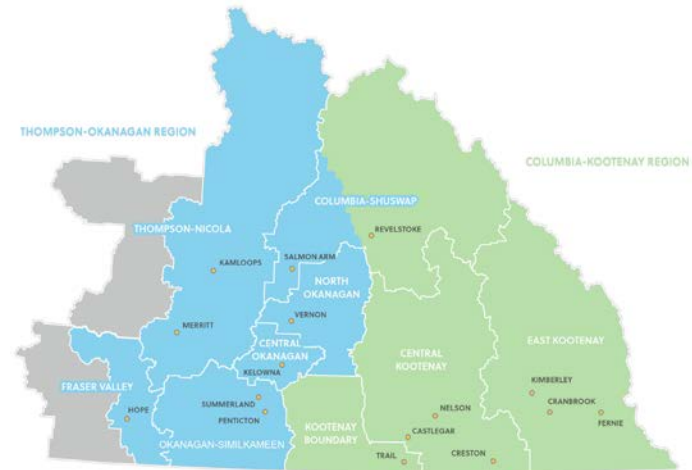 THOMPSON-OKANAGAN REGION
COLUMBIA-KOOTENAY REGION
COLUMBIA-SHUSWAP
THOMPSON-NICOLA
REVELSTOKE
SALMON ARM
KAMLOOPS
NORTH
OKANAGAN
VERNON
MERRITT
CENTRAL
OKANAGAN
EAST KOOTENAY
CENTRAL
KOOTENAY
KELOWNA
KIMBERLEY
FRASER VALLEY
SUMMERLAND
CRANBROOK
HOPE
PENTICTON
NELSON
FERNIE
KOOTENAY
BOUNDARY
CASTLEGAR
OKANAGAN-SIMILKAMEEN
TRAIL
CRESTON